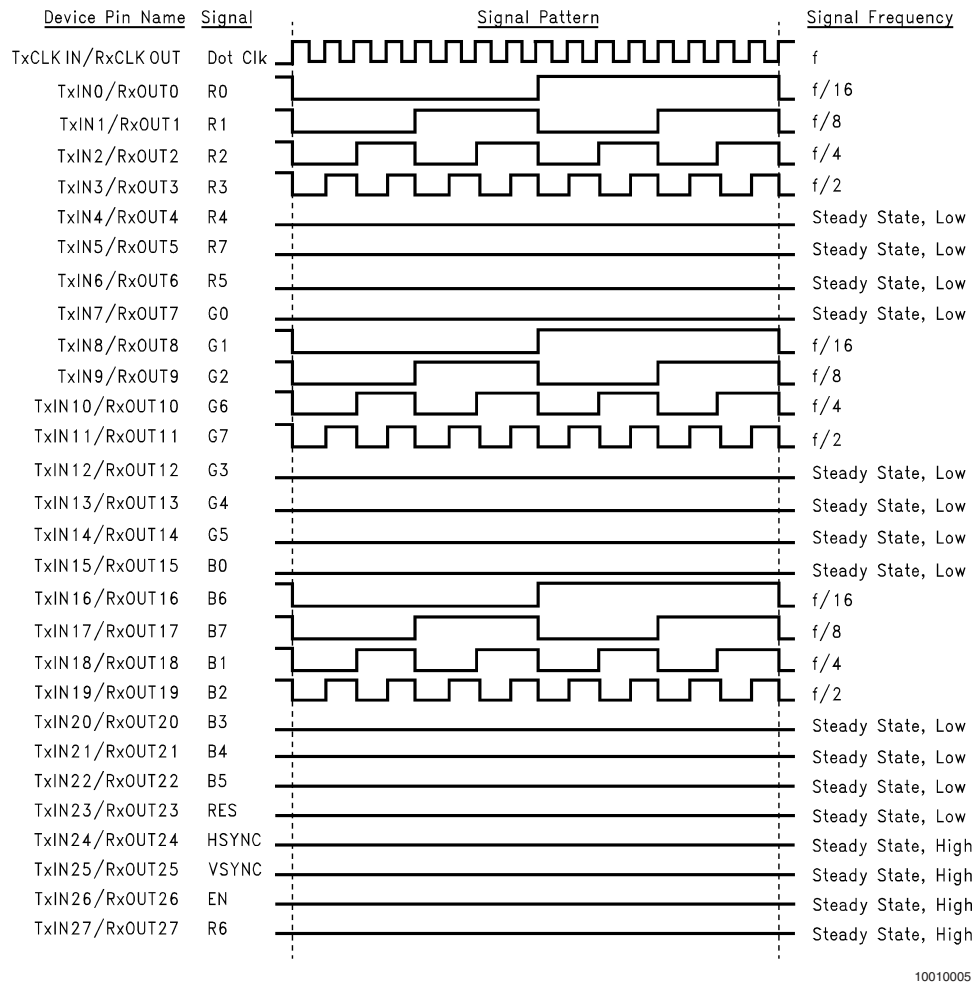 Device Pin Name Signal Signal Pattern Signal Frequency
TxCLK IN/RxCLK OUT Dot Clk f
TxIN0/RxOUT0 R0 f/16
TxIN1/RxOUT1 R1 f/8
TxIN2/RxOUT2 R2 f/4
TxIN3/RxOUT3 R3 f/2
TxIN4/RxOUT4 R4 Steady State, Low
TxIN5/RxOUT5 R7 Steady State, Low
TxIN6/RxOUT6 R5 Steady State, Low
TxIN7/RxOUT7 G0 Steady State, Low
TxIN8/RxOUT8 G1 f/16
TxIN9/RxOUT9 G2 f/8
TxIN10/RxOUT10 G6 f/4
TxIN11/RxOUT11 G7 f/2
TxIN12/RxOUT12 G3 Steady State, Low
TxIN13/RxOUT13 G4 Steady State, Low
TxIN14/RxOUT14 G5 Steady State, Low
TxIN15/RxOUT15 B0 Steady State, Low
TxIN16/RxOUT16 B6 f/16
TxIN17/RxOUT17 B7 f/8
TxIN18/RxOUT18 B1 f/4
TxIN19/RxOUT19 B2 f/2
TxIN20/RxOUT20 B3 Steady State, Low
TxIN21/RxOUT21 B4 Steady State, Low
TxIN22/RxOUT22 B5 Steady State, Low
TxIN23/RxOUT23 RES Steady State, Low
TxIN24/RxOUT24 HSYNC Steady State, High
TxIN25/RxOUT25 VSYNC Steady State, High
TxIN26/RxOUT26 EN Steady State, High
TxIN27/RxOUT27 R6 Steady State, High
10010005